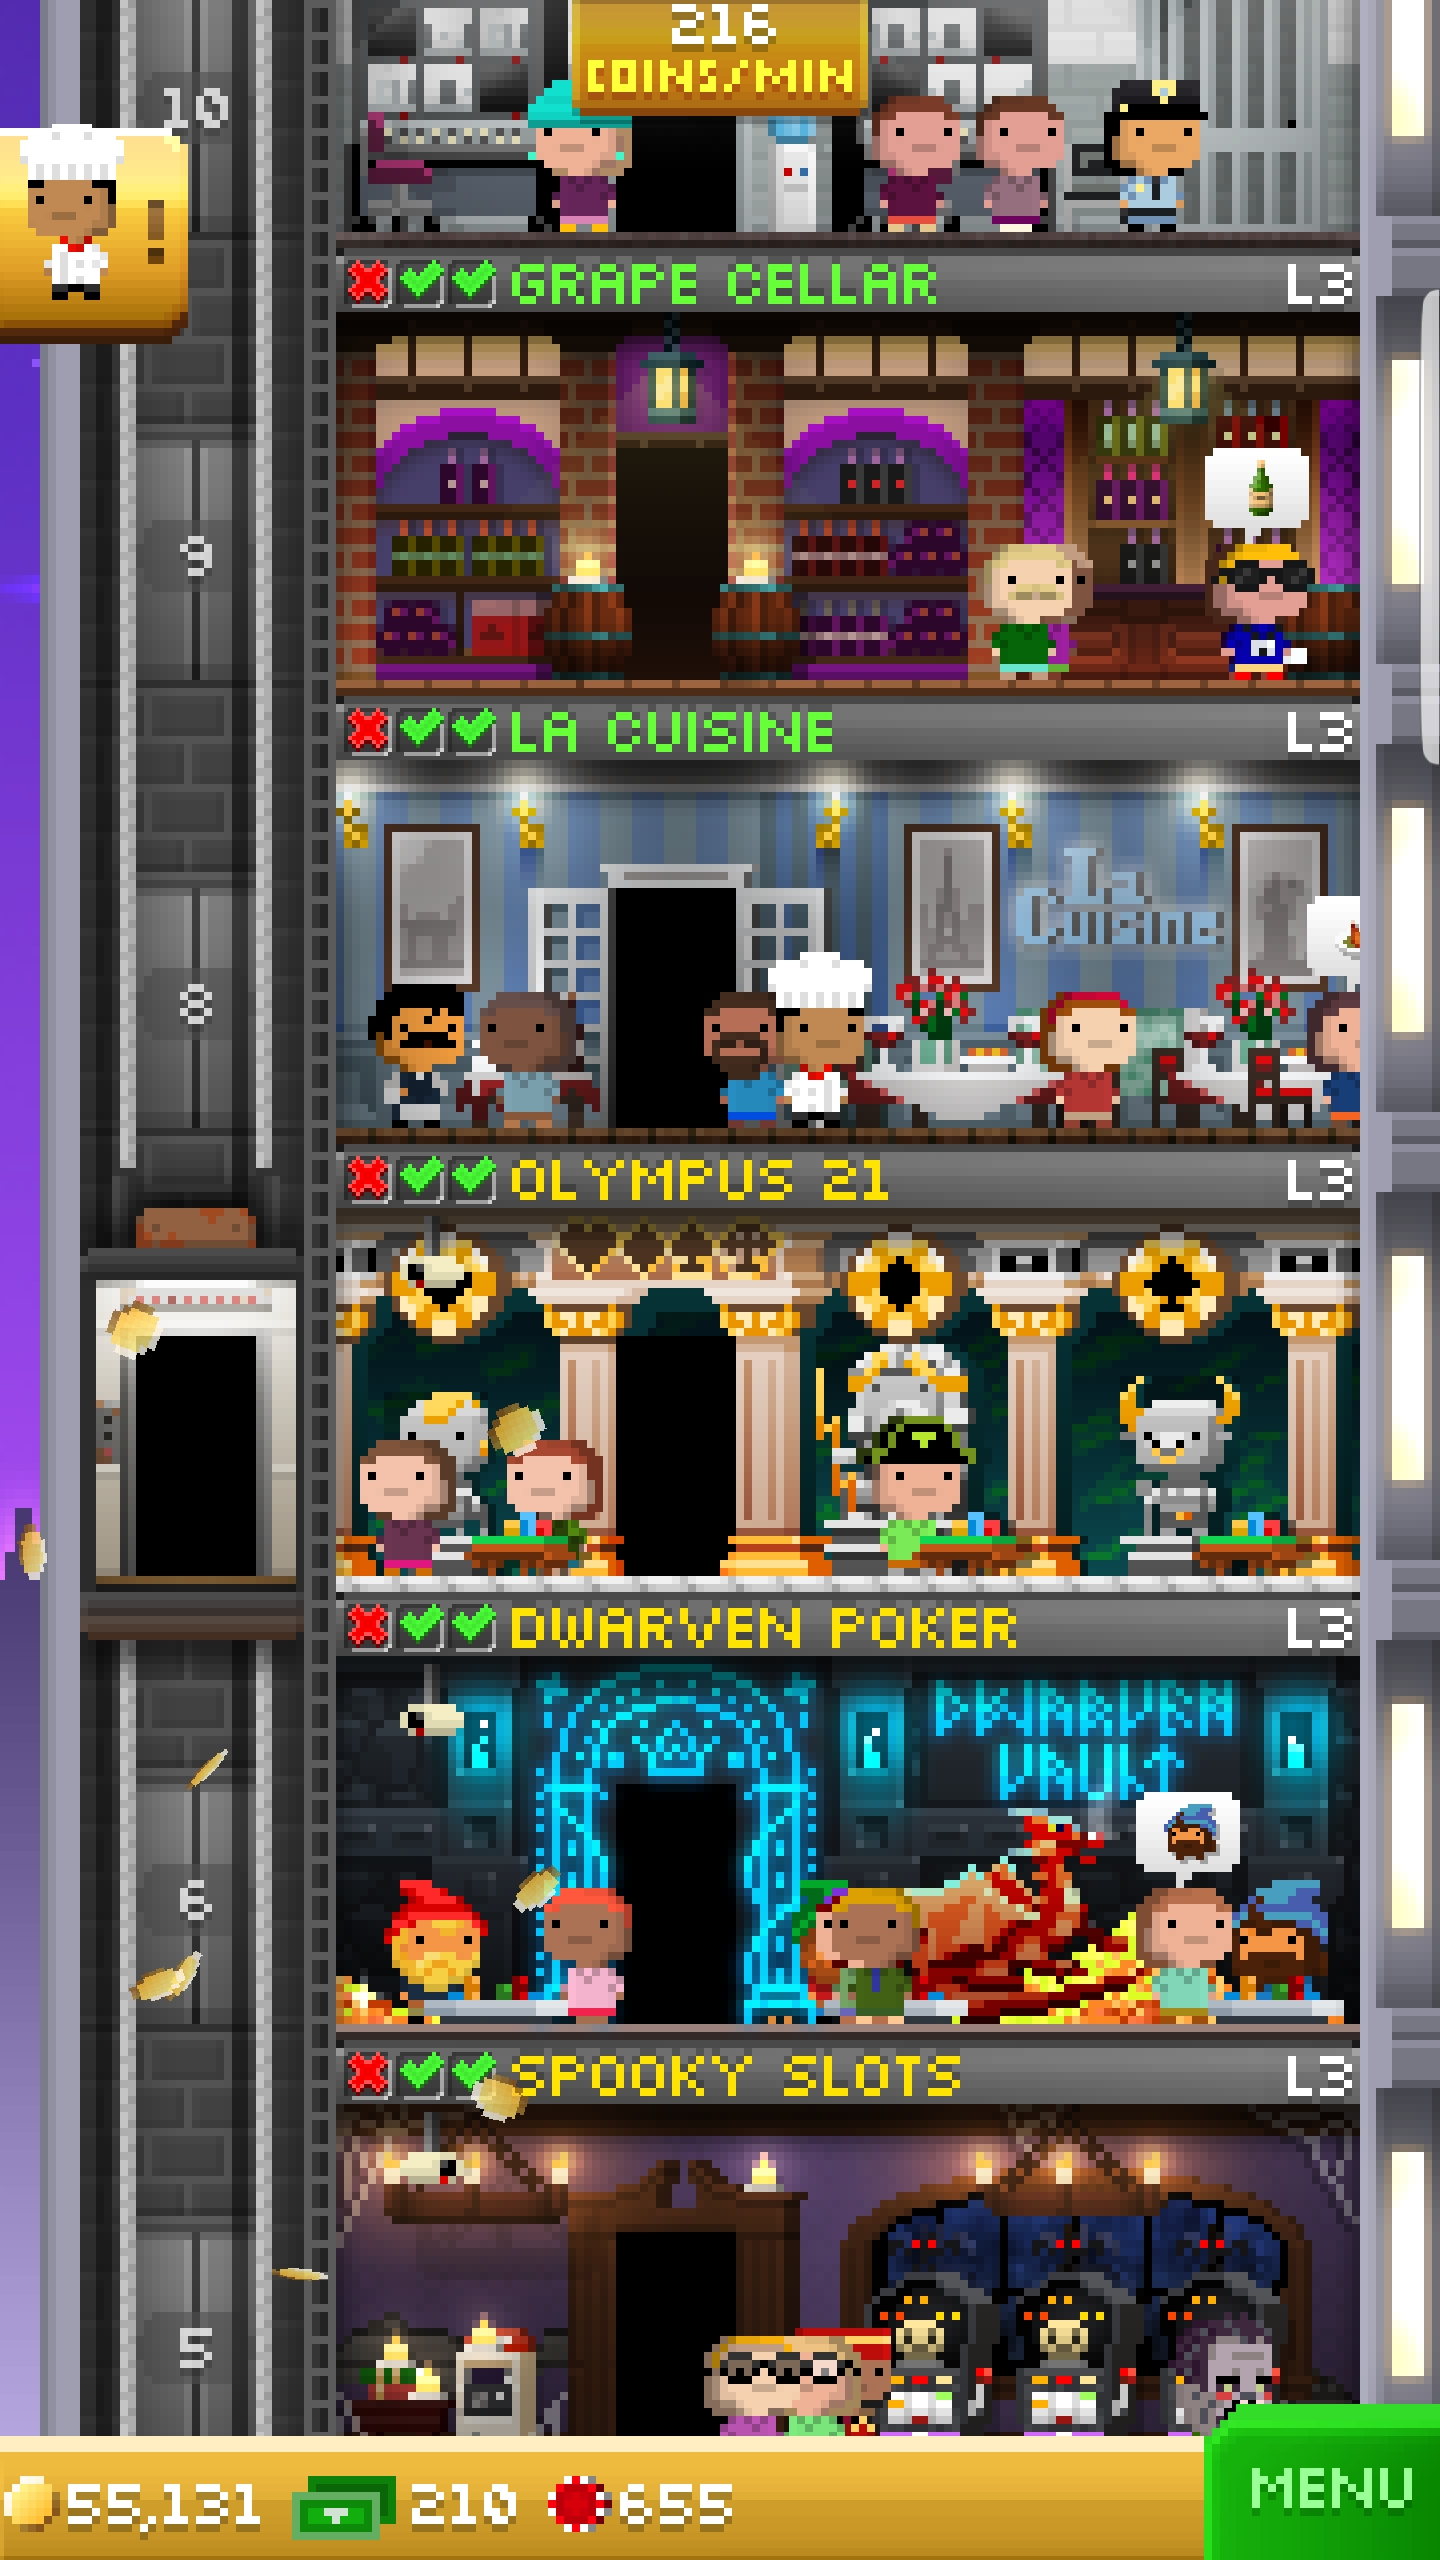 216
COINS/MIN
10
!
GRAPE CELLAR L3
9
LA CUISINE L3
La
Cuisine
8
OLYMPUS 21 L3
DWARVEN POKER L3
DWARVEN
VAULT
6
SPOOKY SLOTS L3
5
55,131 210 655
MENU